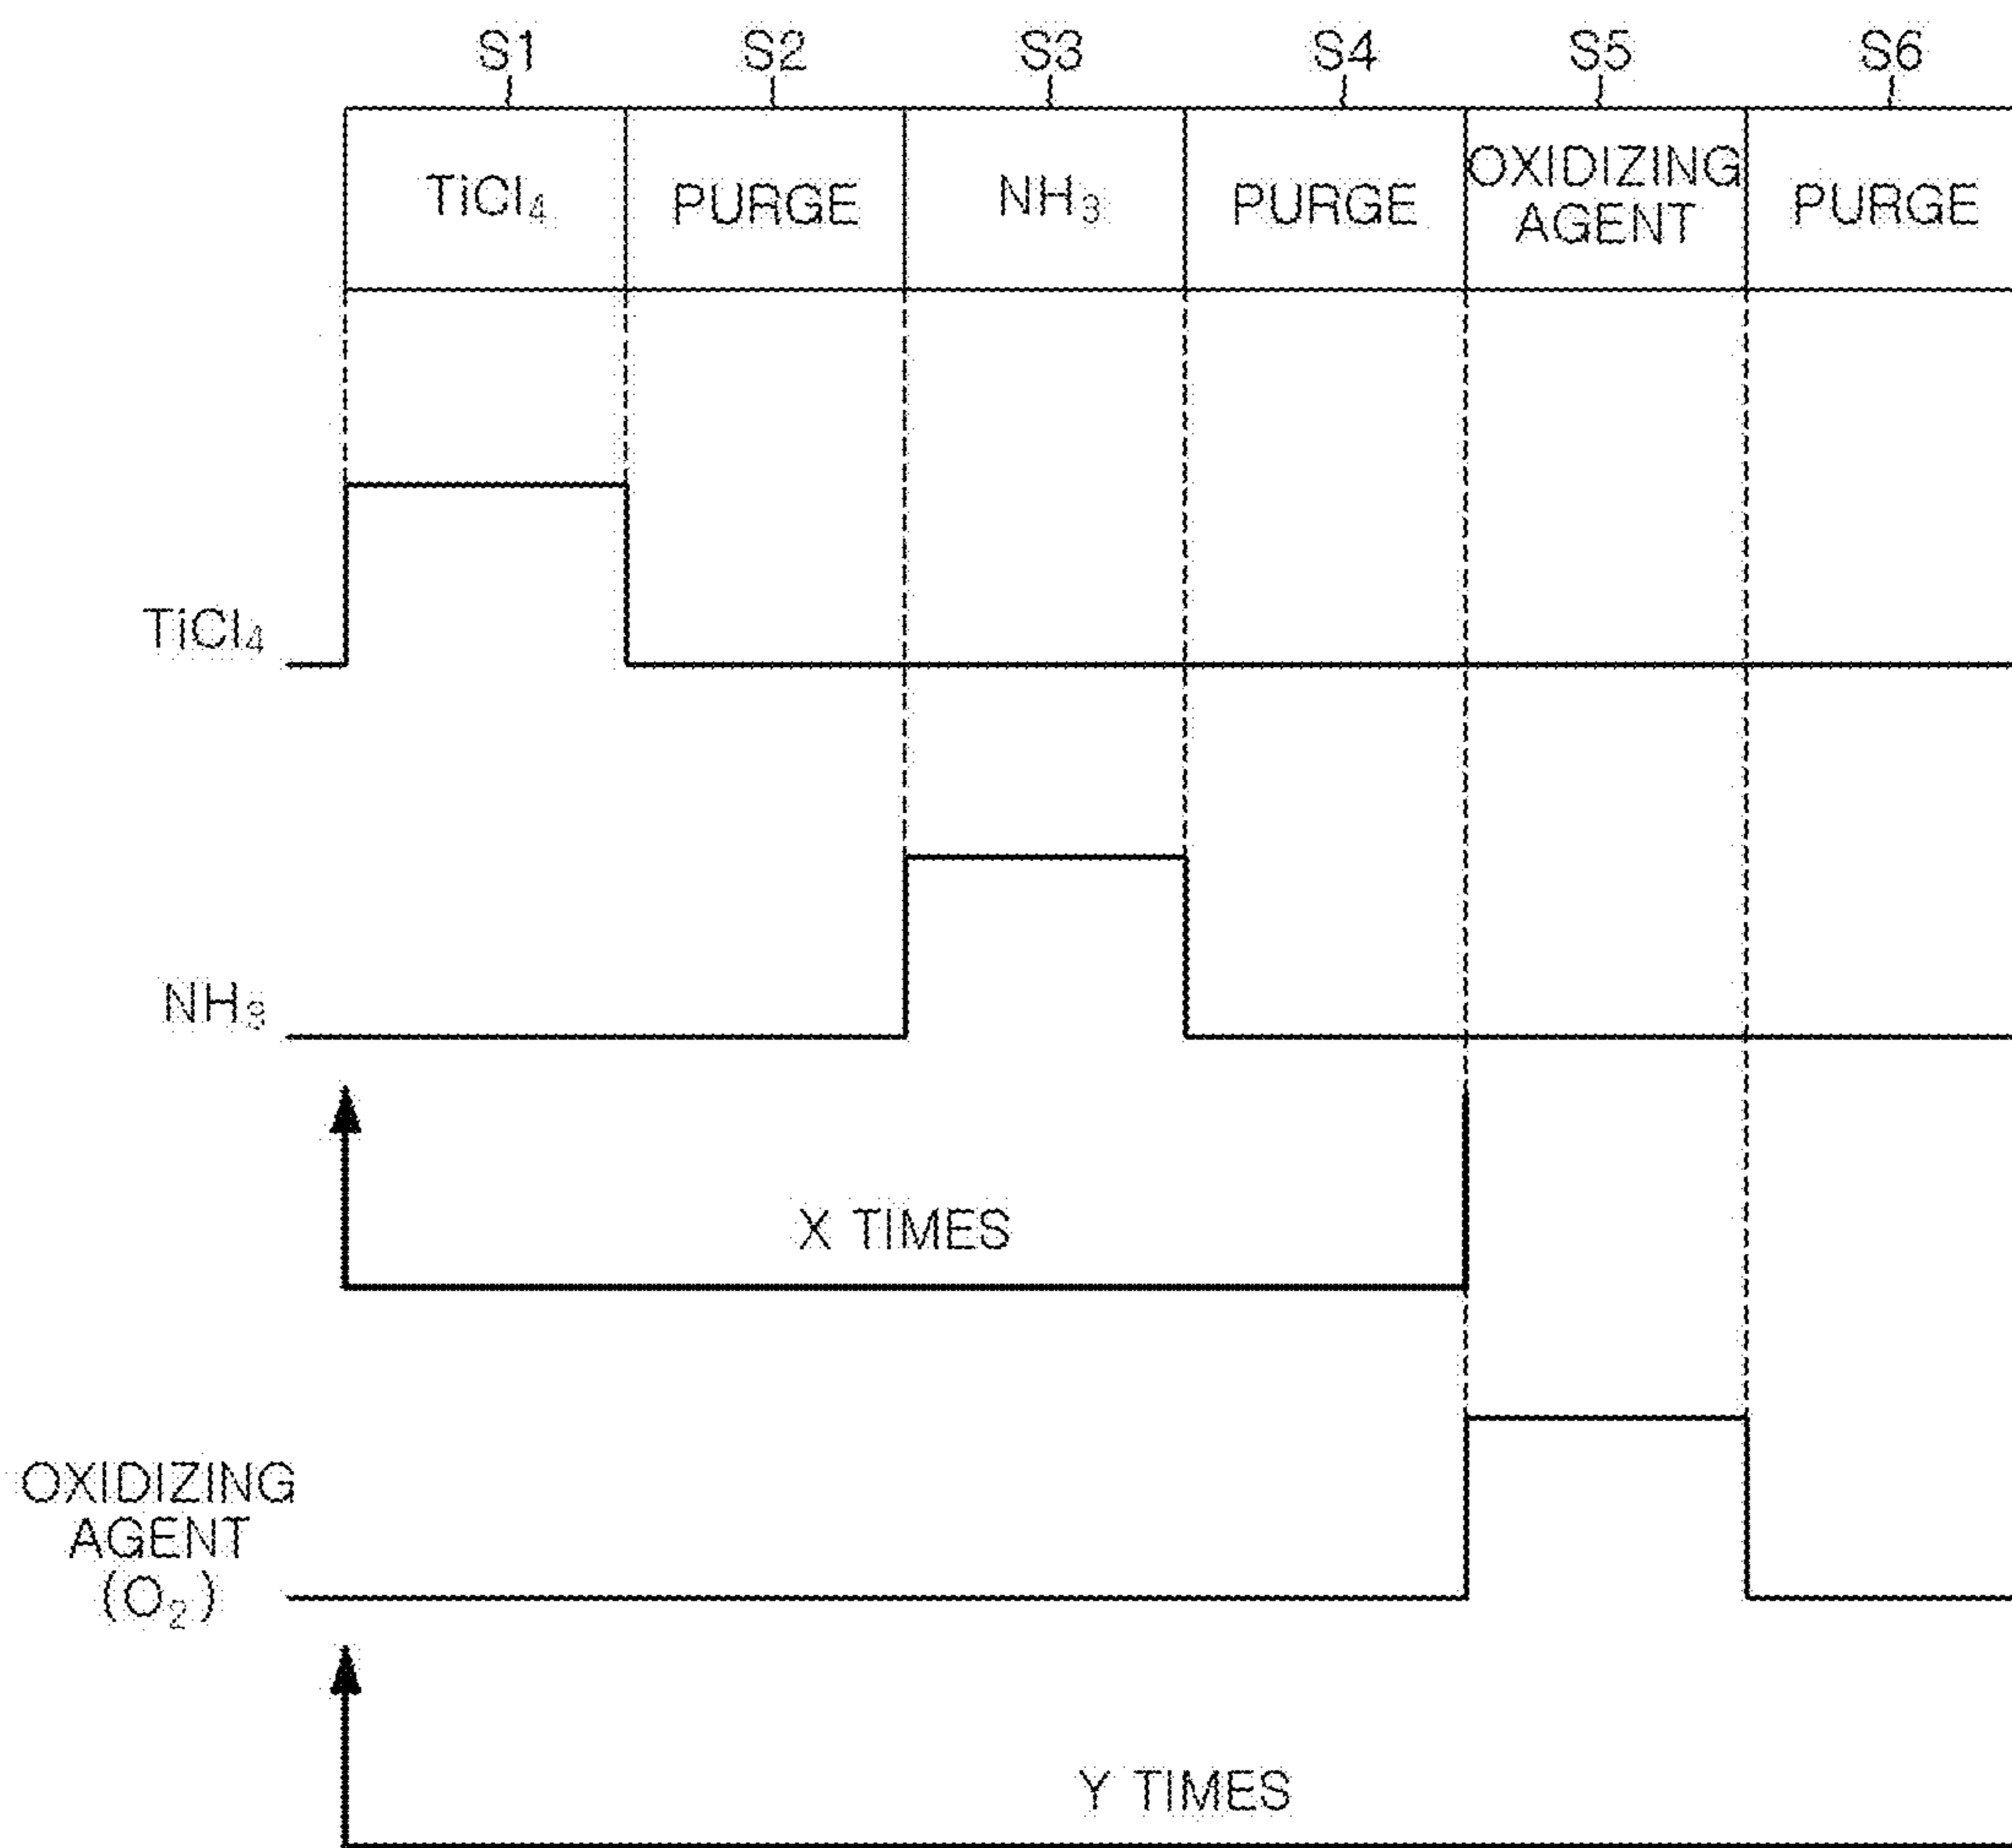 S1 S2 S3 S4 S5 S6
TiCl₄ PURGE NH₃ PURGE OXIDIZING AGENT PURGE
TiCl₄
NH₃
X TIMES
OXIDIZING
AGENT
(O₂)
Y TIMES